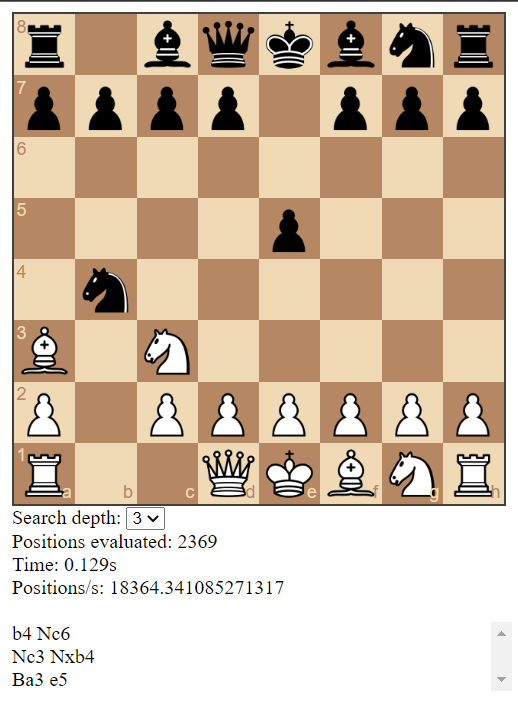 8
7
6
5
4
3
2
1 a b c d e f g h
Search depth: 3
Positions evaluated: 2369
Time: 0.129s
Positions/s: 18364.341085271317
b4 Nc6
Nc3 Nxb4
Ba3 e5